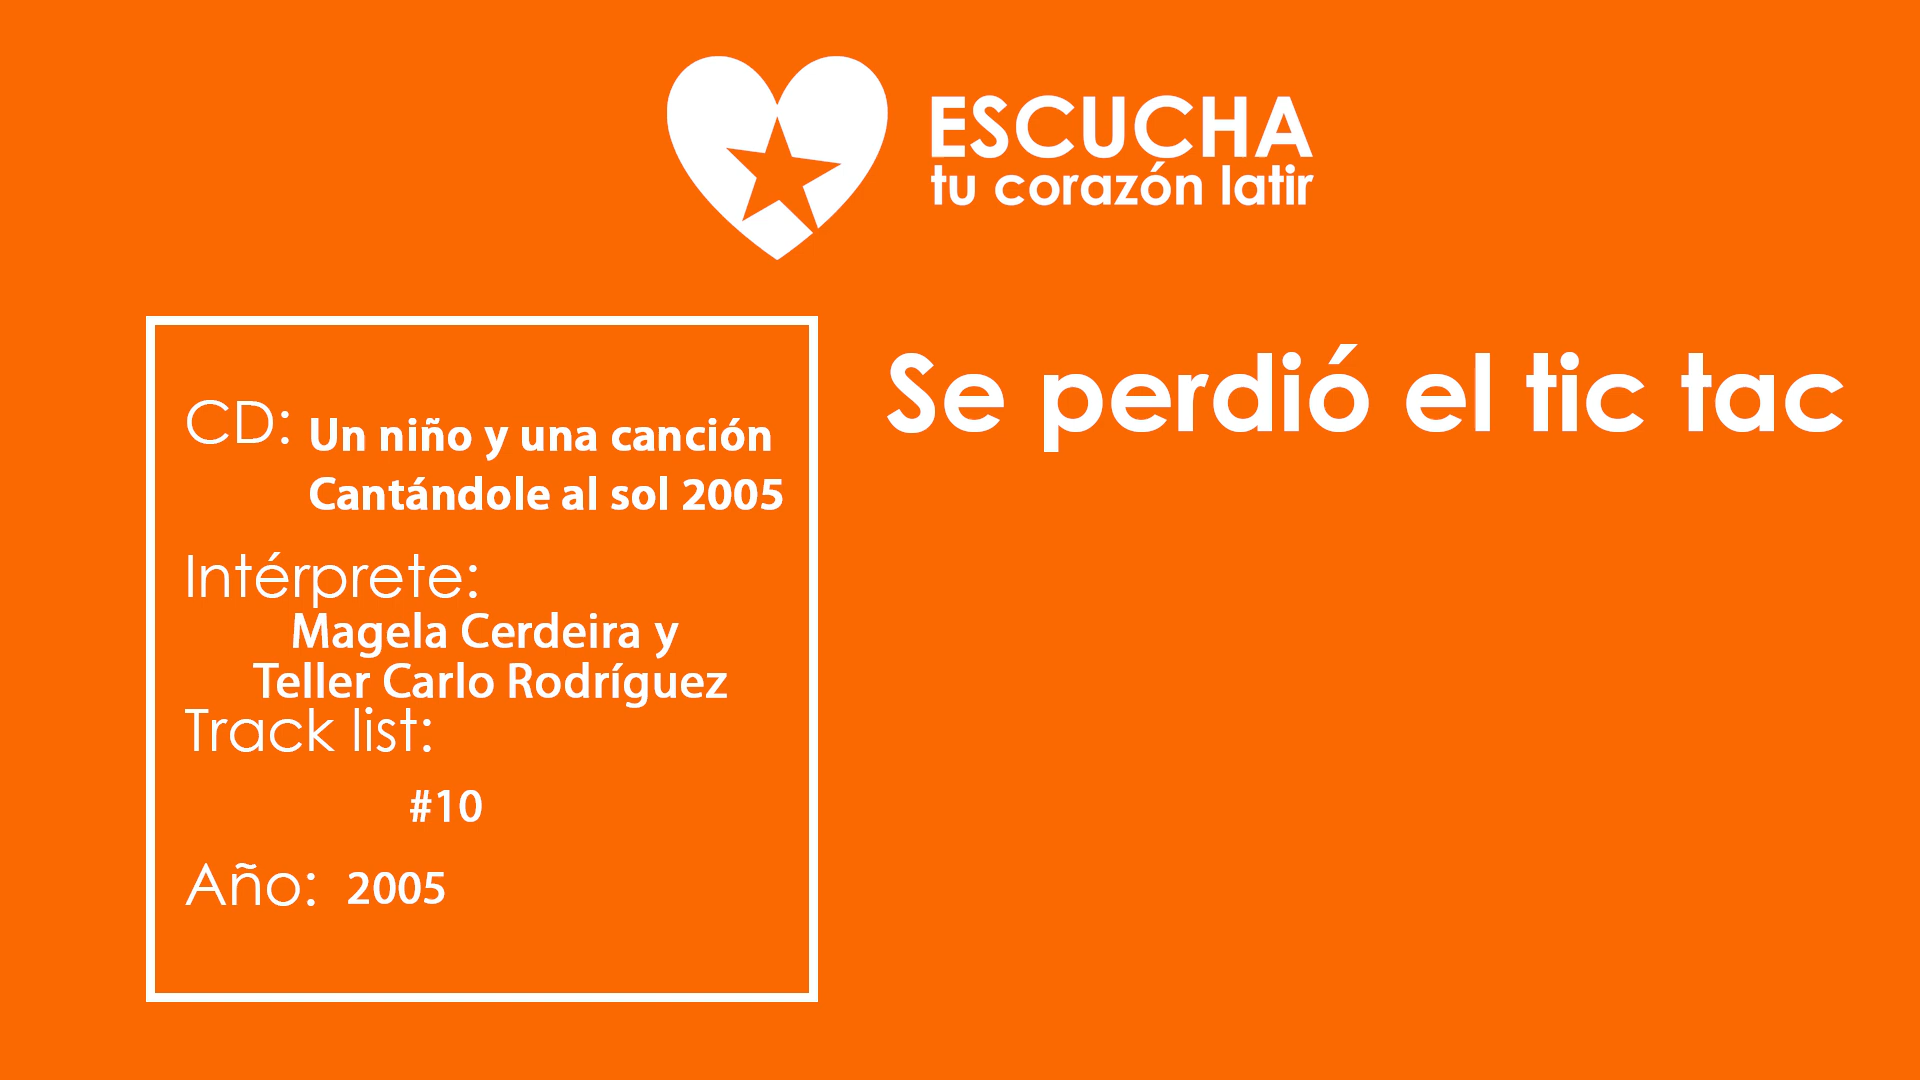 ESCUCHA
tu corazón latir
Se perdió el tic tac
CD: Un niño y una canción
Cantándole al sol 2005
Intérprete:
Magela Cerdeira y
Teller Carlo Rodríguez
Track list:
#10
Año: 2005